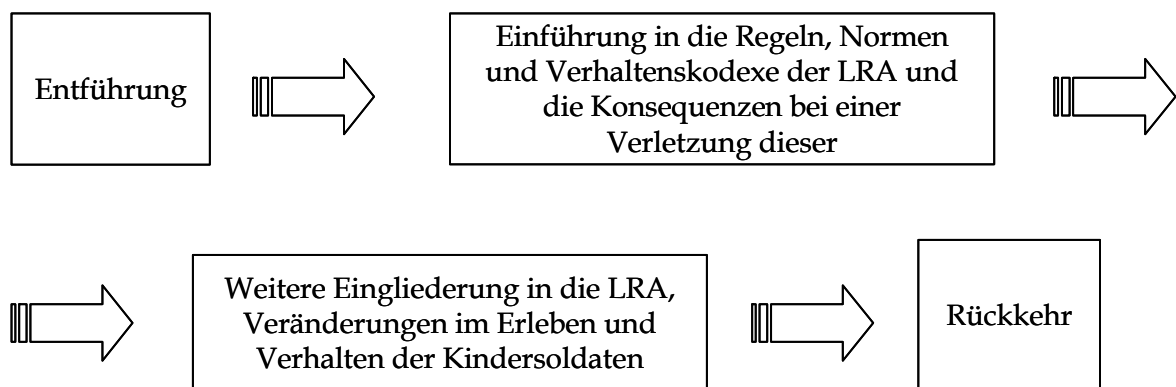 Entführung
Einführung in die Regeln, Normen
und Verhaltenskodexe der LRA und
die Konsequenzen bei einer
Verletzung dieser
Weitere Eingliederung in die LRA,
Veränderungen im Erleben und
Verhalten der Kindersoldaten
Rückkehr